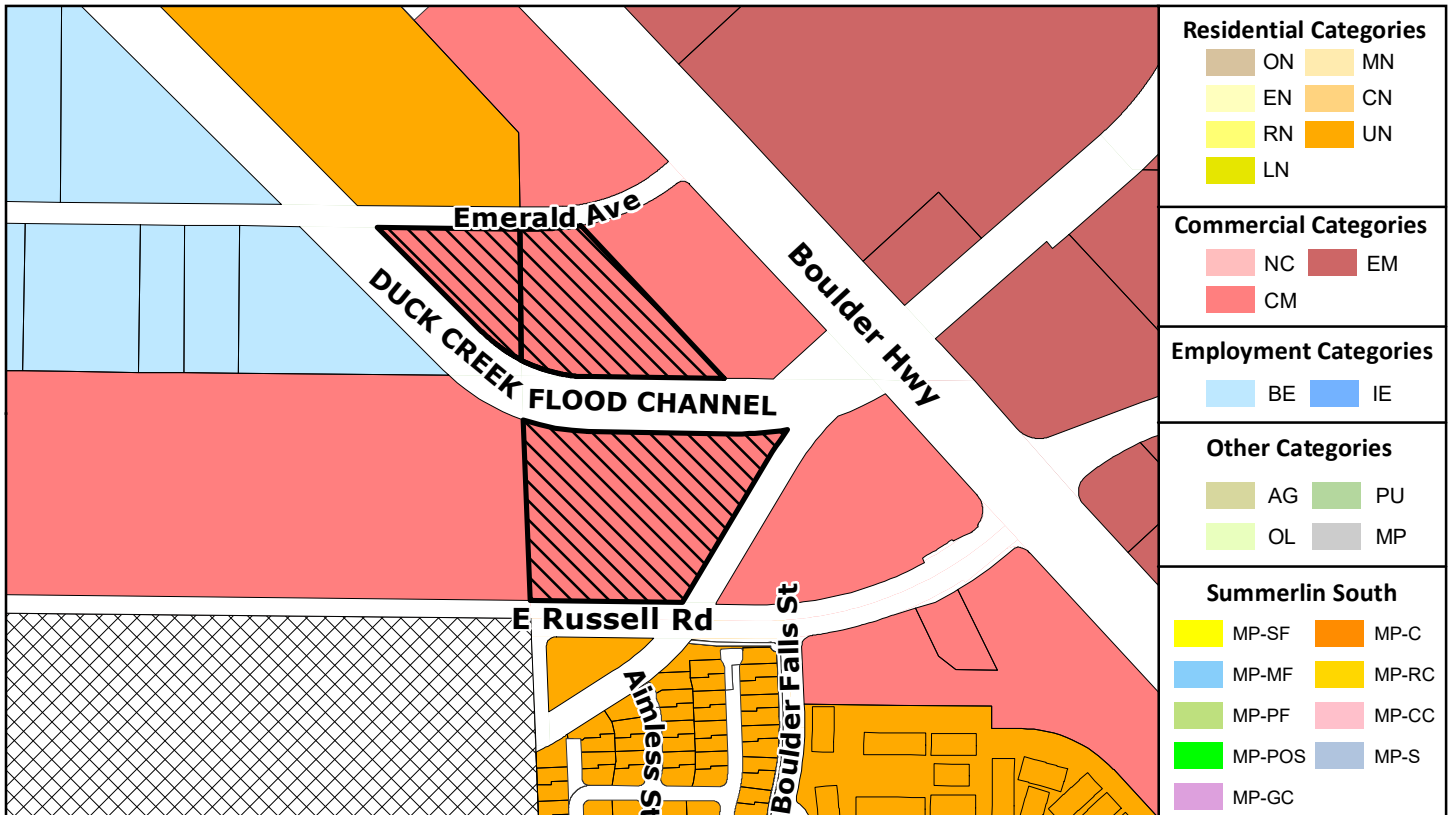 Emerald Ave
Boulder Hwy
DUCK CREEK FLOOD CHANNEL
E Russell Rd
Aimless St
Boulder Falls St
Residential Categories
ON MN
EN CN
RN UN
LN
Commercial Categories
NC EM
CM
Employment Categories
BE IE
Other Categories
AG PU
OL MP
Summerlin South
MP-SF MP-C
MP-MF MP-RC
MP-PF MP-CC
MP-POS MP-S
MP-GC